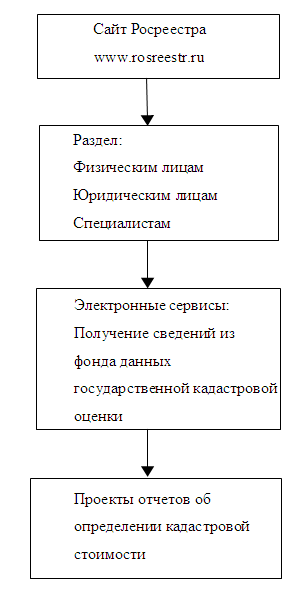 Сайт Росреестра
www.rosreestr.ru
Раздел:
Физическим лицам
Юридическим лицам
Специалистам
Электронные сервисы:
Получение сведений из
фонда данных
государственной кадастровой
оценки
Проекты отчетов об
определении кадастровой
стоимости